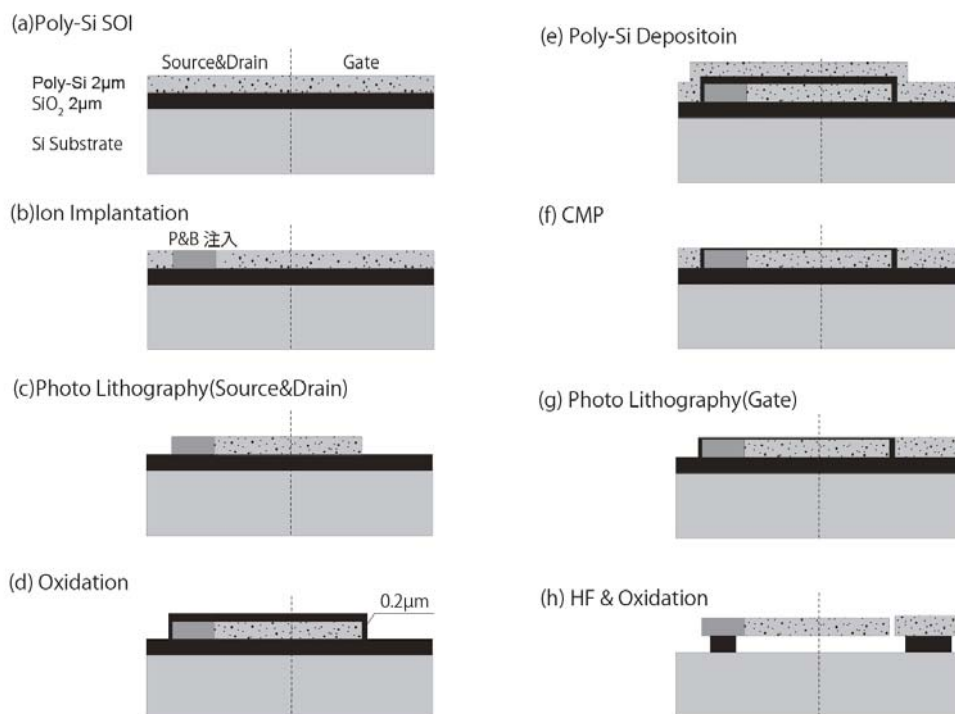 (a)Poly-Si SOI
Source&Drain
Gate
Poly-Si 2μm
SiO₂ 2μm
Si Substrate
(b)Ion Implantation
P&B 注入
(c)Photo Lithography(Source&Drain)
(d) Oxidation
0.2μm
(e) Poly-Si Depositoin
(f) CMP
(g) Photo Lithography(Gate)
(h) HF & Oxidation